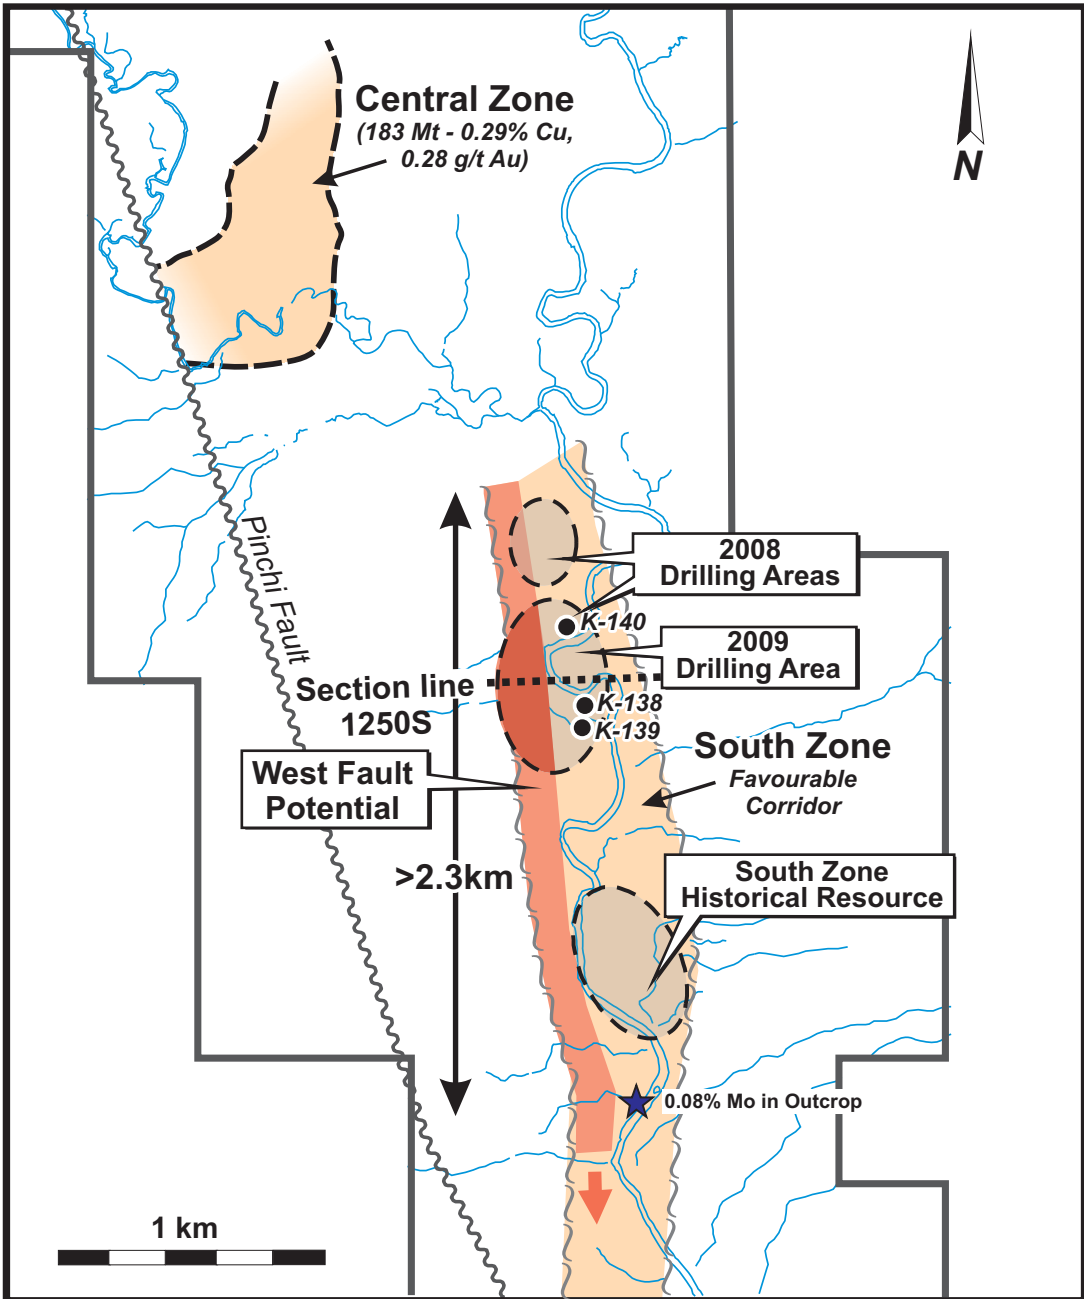 Central Zone
(183 Mt - 0.29% Cu,
0.28 g/t Au)
N
Pinchi Fault
2008
Drilling Areas
K-140
2009
Drilling Area
Section line
1250S
K-138
K-139
South Zone
Favourable
Corridor
West Fault
Potential
>2.3km
South Zone
Historical Resource
0.08% Mo in Outcrop
1 km